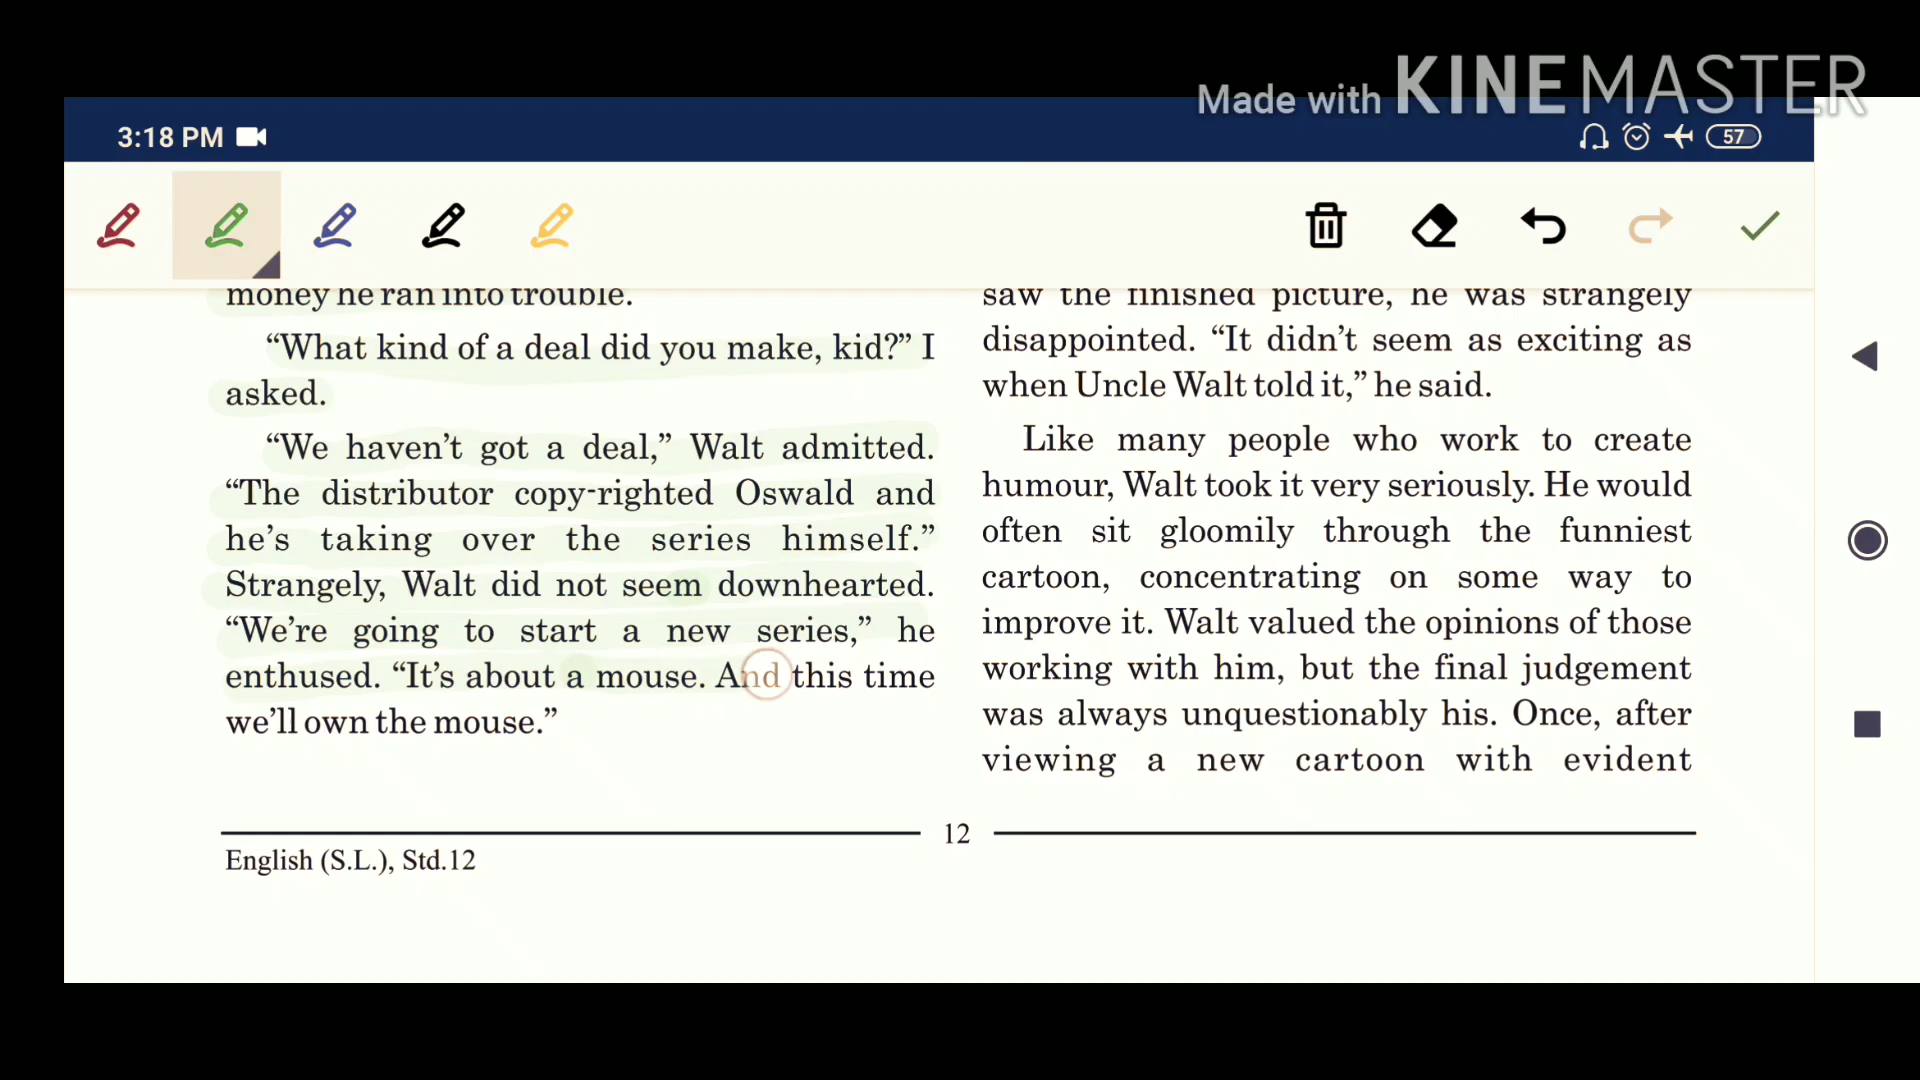 Made with KINEMASTER
3:18 PM
57
money he ran into trouble.
“What kind of a deal did you make, kid?” I
asked.
“We haven’t got a deal,” Walt admitted.
“The distributor copy-righted Oswald and
he’s taking over the series himself.”
Strangely, Walt did not seem downhearted.
“We’re going to start a new series,” he
enthused. “It’s about a mouse. And this time
we’ll own the mouse.”
saw the finished picture, he was strangely
disappointed. “It didn’t seem as exciting as
when Uncle Walt told it,” he said.
Like many people who work to create
humour, Walt took it very seriously. He would
often sit gloomily through the funniest
cartoon, concentrating on some way to
improve it. Walt valued the opinions of those
working with him, but the final judgement
was always unquestionably his. Once, after
viewing a new cartoon with evident
12
English (S.L.), Std.12